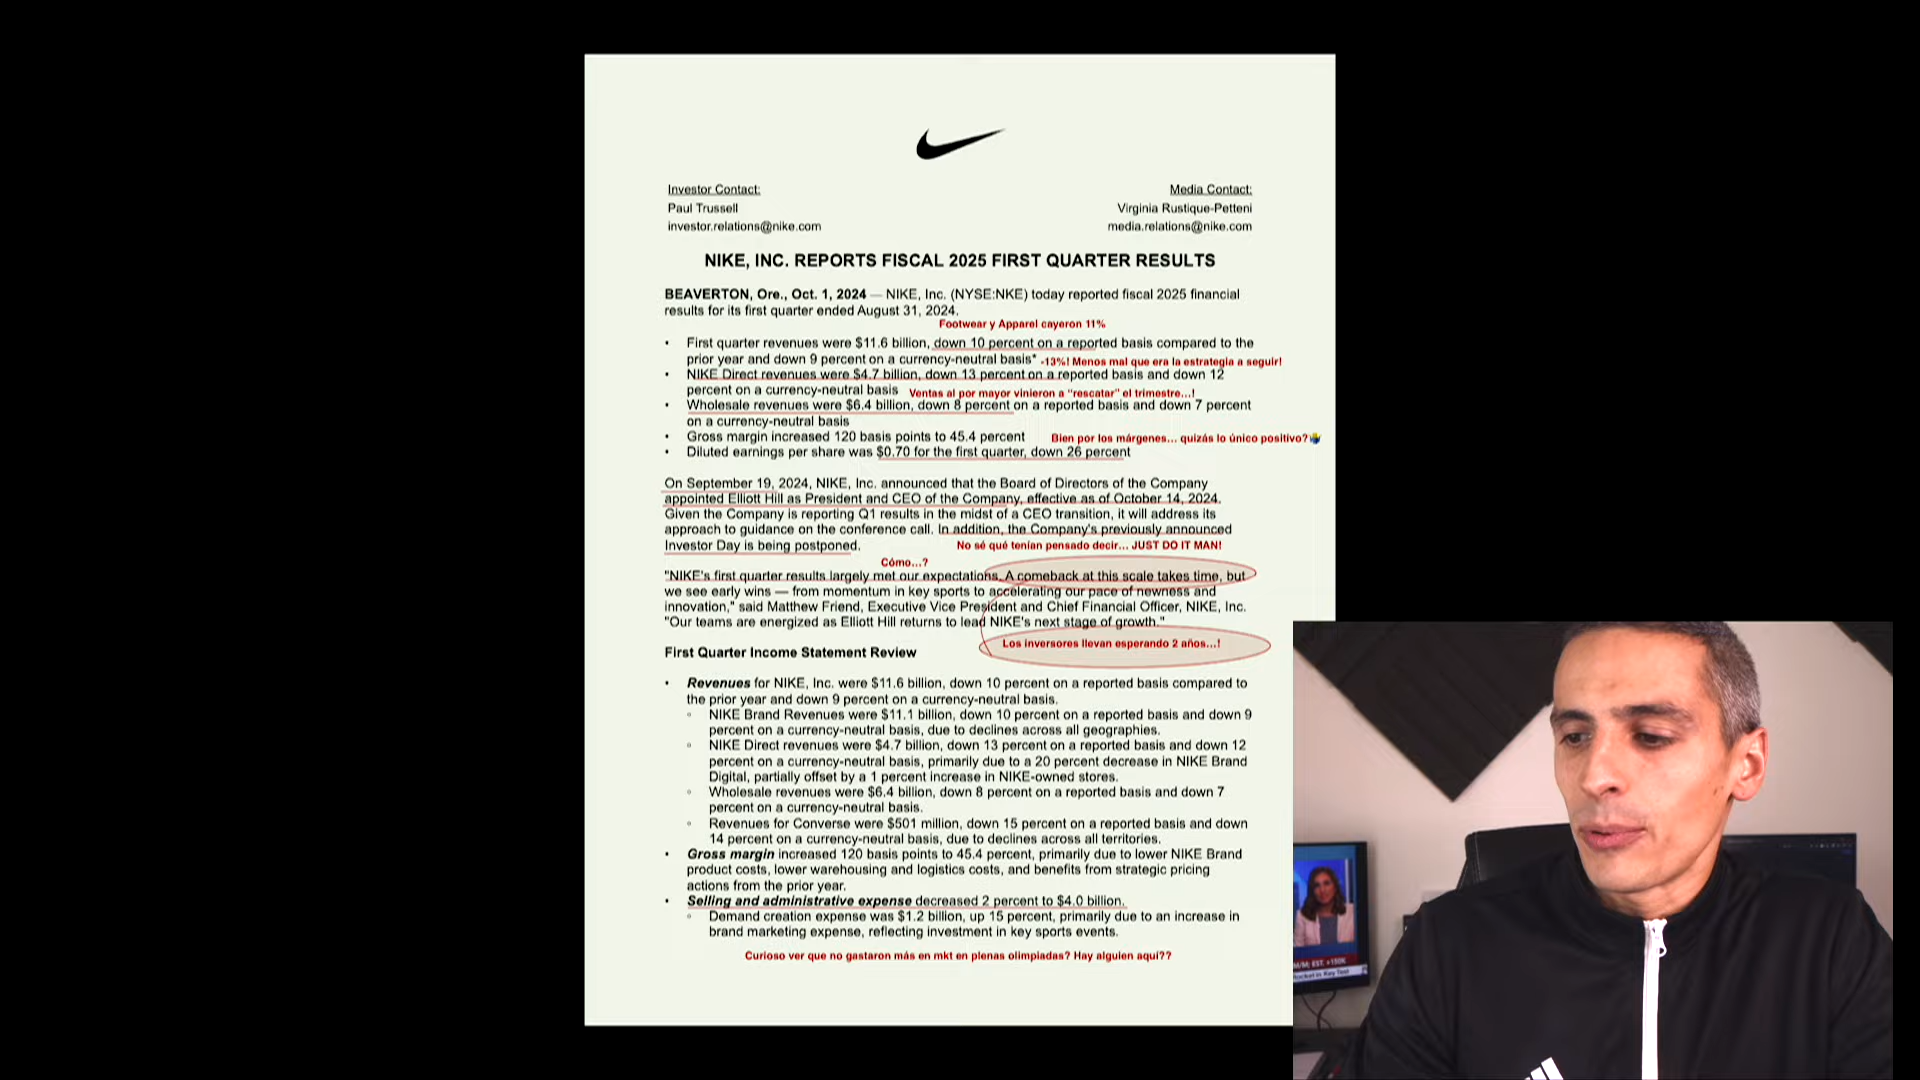 Investor Contact:
Paul Trussell
investor.relations@nike.com
Media Contact:
Virginia Rustique-Petteni
media.relations@nike.com
NIKE, INC. REPORTS FISCAL 2025 FIRST QUARTER RESULTS
BEAVERTON, Ore., Oct. 1, 2024 — NIKE, Inc. (NYSE:NKE) today reported fiscal 2025 financial
results for its first quarter ended August 31, 2024.
Footwear y Apparel cayeron 11%
• First quarter revenues were $11.6 billion, down 10 percent on a reported basis compared to the
prior year and down 9 percent on a currency-neutral basis* -13%! Menos mal que era la estrategia a seguir!
• NIKE Direct revenues were $4.7 billion, down 13 percent on a reported basis and down 12
percent on a currency-neutral basis Ventas al por mayor vinieron a "rescatar" el trimestre...!
• Wholesale revenues were $6.4 billion, down 8 percent on a reported basis and down 7 percent
on a currency-neutral basis
• Gross margin increased 120 basis points to 45.4 percent Bien por los márgenes... quizás lo único positivo?
• Diluted earnings per share was $0.70 for the first quarter, down 26 percent
On September 19, 2024, NIKE, Inc. announced that the Board of Directors of the Company
appointed Elliott Hill as President and CEO of the Company, effective as of October 14, 2024.
Given the Company is reporting Q1 results in the midst of a CEO transition, it will address its
approach to guidance on the conference call. In addition, the Company's previously announced
Investor Day is being postponed. No sé qué tenían pensado decir... JUST DO IT MAN!
Cómo...?
"NIKE's first quarter results largely met our expectations. A comeback at this scale takes time, but
we see early wins — from momentum in key sports to accelerating our pace of newness and
innovation," said Matthew Friend, Executive Vice President and Chief Financial Officer, NIKE, Inc.
"Our teams are energized as Elliott Hill returns to lead NIKE's next stage of growth."
Los inversores llevan esperando 2 años...!
First Quarter Income Statement Review
• Revenues for NIKE, Inc. were $11.6 billion, down 10 percent on a reported basis compared to
the prior year and down 9 percent on a currency-neutral basis.
◦ NIKE Brand Revenues were $11.1 billion, down 10 percent on a reported basis and down 9
percent on a currency-neutral basis, due to declines across all geographies.
◦ NIKE Direct revenues were $4.7 billion, down 13 percent on a reported basis and down 12
percent on a currency-neutral basis, primarily due to a 20 percent decrease in NIKE Brand
Digital, partially offset by a 1 percent increase in NIKE-owned stores.
◦ Wholesale revenues were $6.4 billion, down 8 percent on a reported basis and down 7
percent on a currency-neutral basis.
◦ Revenues for Converse were $501 million, down 15 percent on a reported basis and down
14 percent on a currency-neutral basis, due to declines across all territories.
• Gross margin increased 120 basis points to 45.4 percent, primarily due to lower NIKE Brand
product costs, lower warehousing and logistics costs, and benefits from strategic pricing
actions from the prior year.
• Selling and administrative expense decreased 2 percent to $4.0 billion.
◦ Demand creation expense was $1.2 billion, up 15 percent, primarily due to an increase in
brand marketing expense, reflecting investment in key sports events.
Curioso ver que no gastaron más en mkt en plenas olimpiadas? Hay alguien aquí??